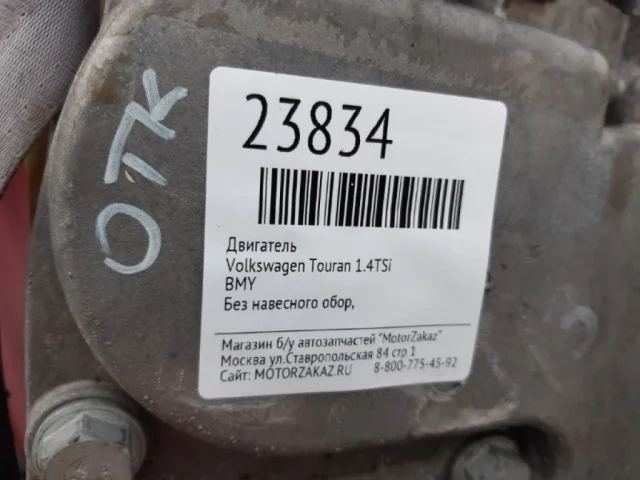 ОТК
23834
Двигатель
Volkswagen Touran 1.4TSi
BMY
Без навесного обор,
Магазин б/у автозапчастей "MotorZakaz"
Москва ул.Ставропольская 84 стр 1
Сайт: MOTORZAKAZ.RU 8-800-775-45-92